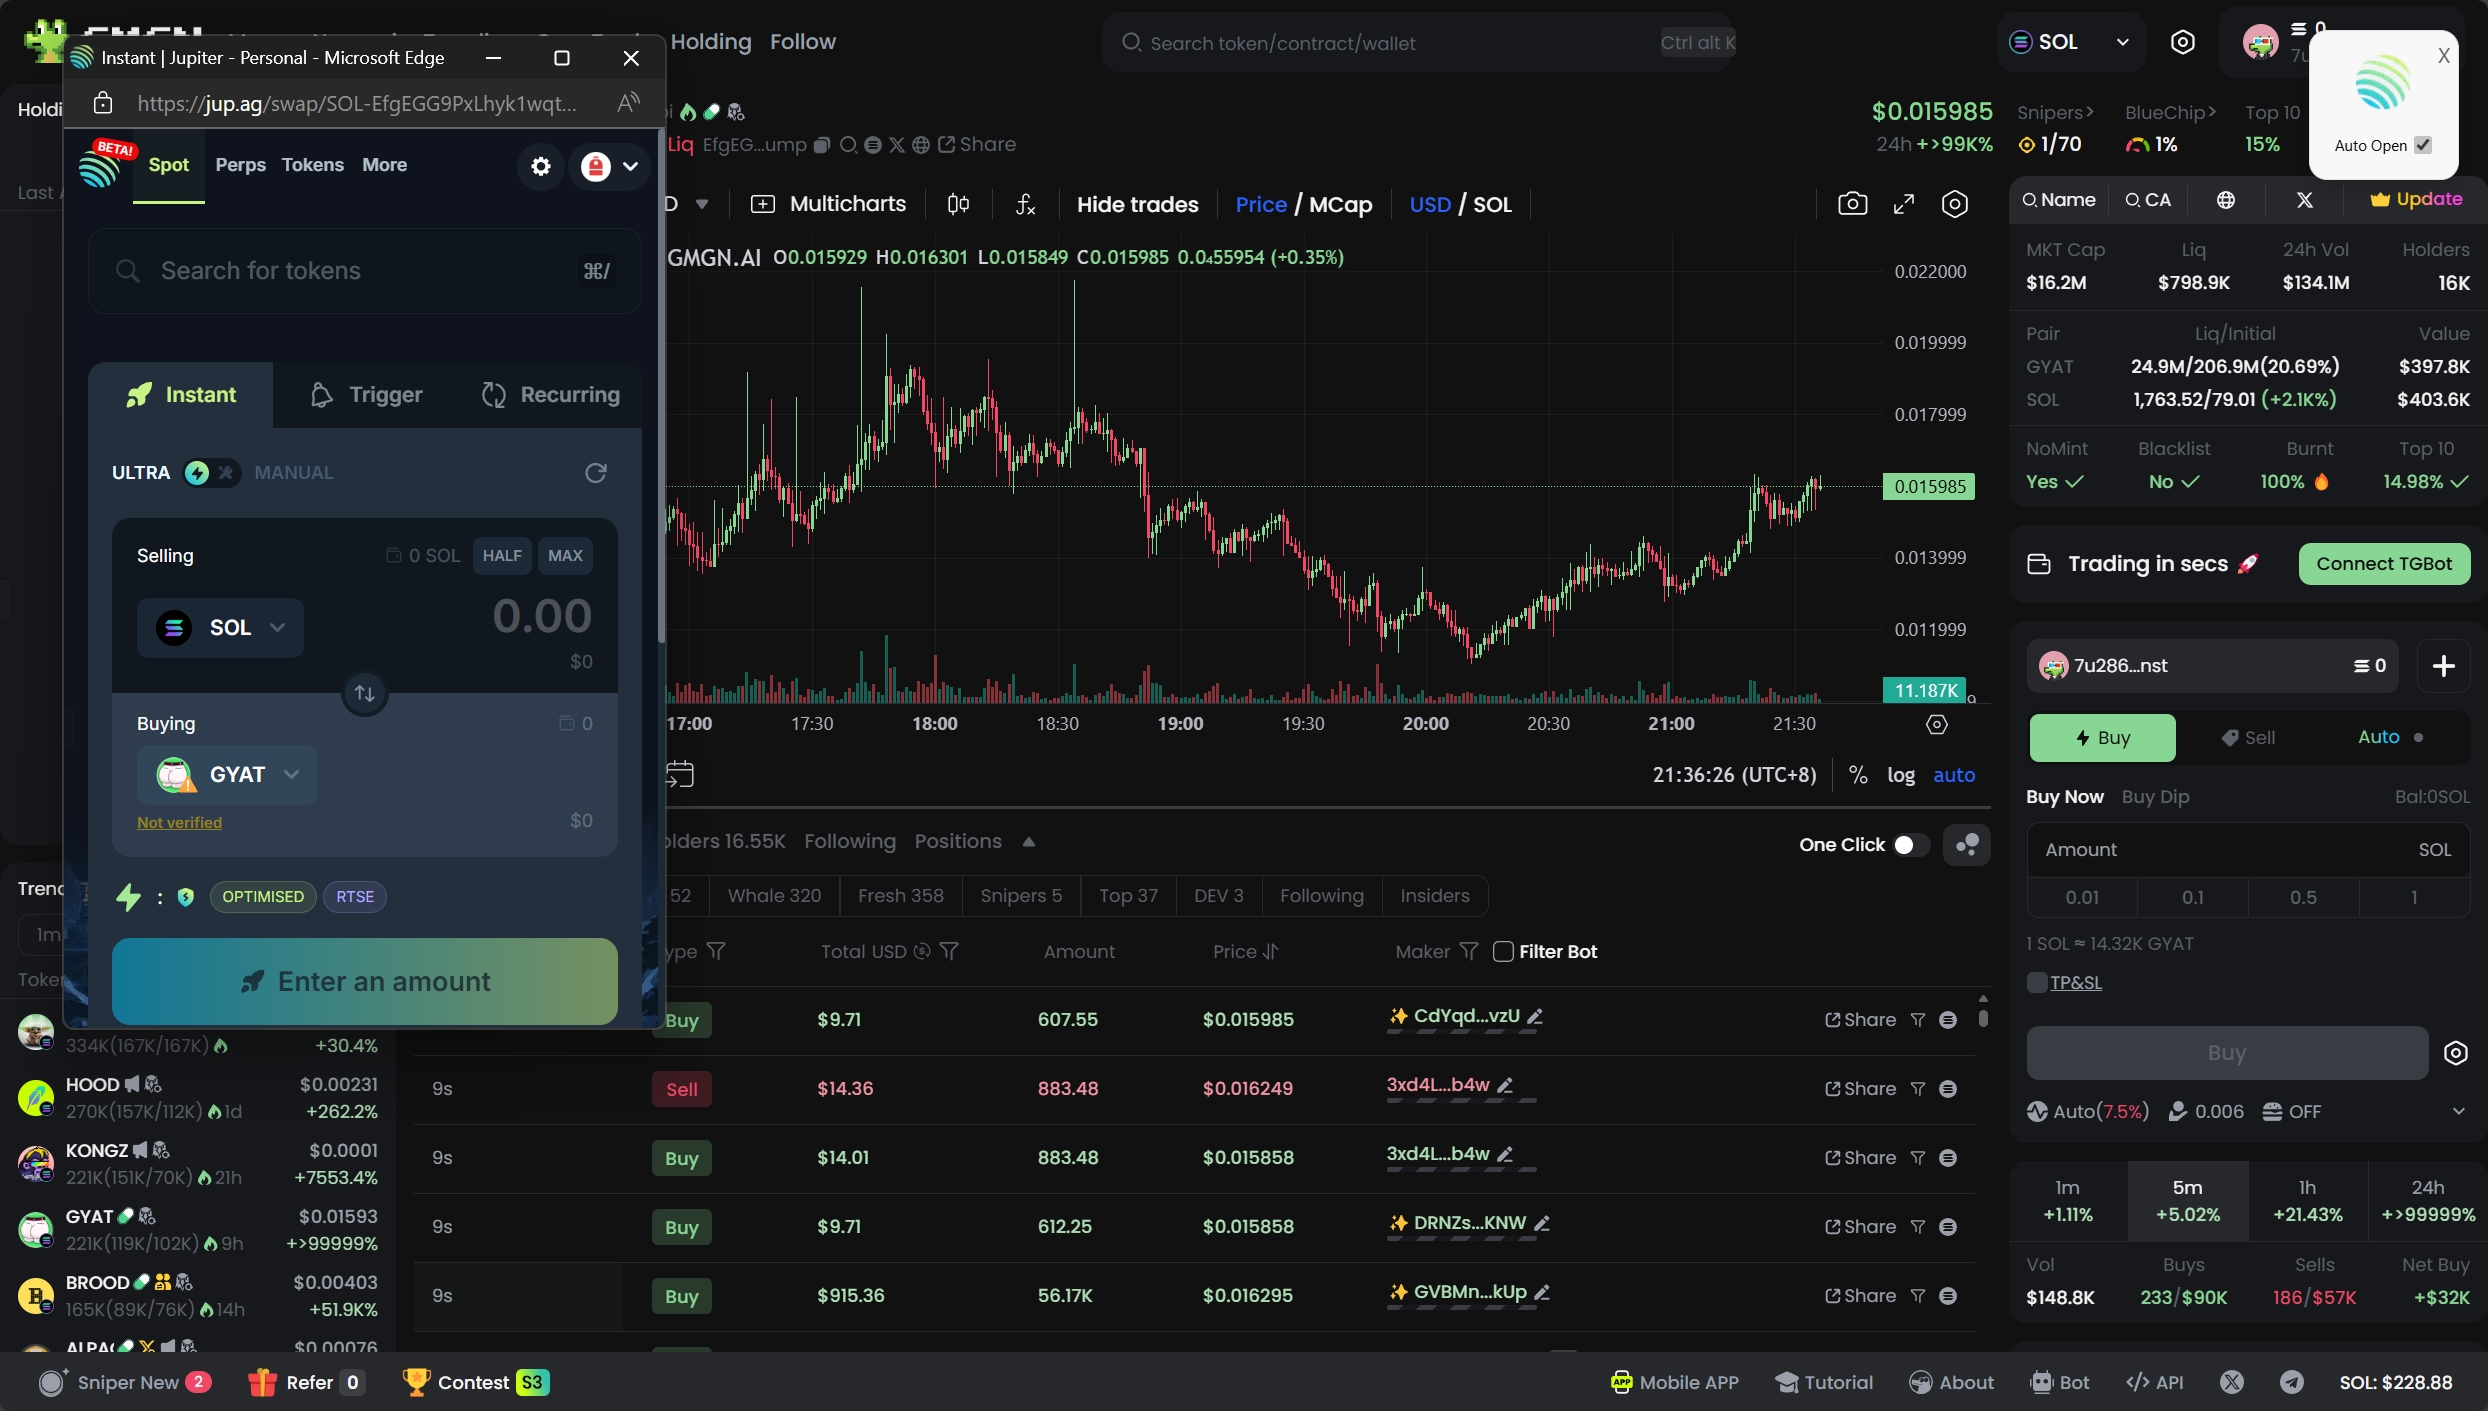 Instant | Jupiter - Personal - Microsoft Edge
https://jup.ag/swap/SOL-EfgEGG9PxLhyk1wqt...
BETA!
Spot Perps Tokens More
Search for tokens ⌘/
Instant Trigger Recurring
ULTRA MANUAL
Selling 0 SOL HALF MAX
SOL 0.00
$0
Buying 0
GYAT
Not verified $0
: OPTIMISED RTSE
Enter an amount
Holding Follow
Search token/contract/wallet Ctrl alt K
SOL
0
X
Auto Open
Holdi
Last
Liq EfgEG...ump Share
$0.015985
24h +>99K%
Snipers> BlueChip> Top 10
1/70 1% 15%
D Multicharts Hide trades Price / MCap USD / SOL
GMGN.AI O0.015929 H0.016301 L0.015849 C0.015985 0.0₄55954 (+0.35%)
0.022000
0.019999
0.017999
0.015985
0.013999
0.011999
11.187K
17:00 17:30 18:00 18:30 19:00 19:30 20:00 20:30 21:00 21:30
21:36:26 (UTC+8) % log auto
olders 16.55K Following Positions One Click
52 Whale 320 Fresh 358 Snipers 5 Top 37 DEV 3 Following Insiders
ype Total USD Amount Price Maker Filter Bot
Buy $9.71 607.55 $0.015985 CdYqd...vzU Share
9s Sell $14.36 883.48 $0.016249 3xd4L...b4w Share
9s Buy $14.01 883.48 $0.015858 3xd4L...b4w Share
9s Buy $9.71 612.25 $0.015858 DRNZs...KNW Share
9s Buy $915.36 56.17K $0.016295 GVBMn...kUp Share
Trend
1m
Token
334K(167K/167K) +30.4%
HOOD $0.00231
270K(157K/112K) 1d +262.2%
KONGZ $0.0001
221K(151K/70K) 21h +7553.4%
GYAT $0.01593
221K(119K/102K) 9h +>99999%
BROOD $0.00403
165K(89K/76K) 14h +51.9K%
$0.00076
Name CA Update
MKT Cap Liq 24h Vol Holders
$16.2M $798.9K $134.1M 16K
Pair Liq/Initial Value
GYAT 24.9M/206.9M(20.69%) $397.8K
SOL 1,763.52/79.01 (+2.1K%) $403.6K
NoMint Blacklist Burnt Top 10
Yes No 100% 14.98%
Trading in secs Connect TGBot
7u286...nst 0 +
Buy Sell Auto
Buy Now Buy Dip Bal:0SOL
Amount SOL
0.01 0.1 0.5 1
1 SOL ≈ 14.32K GYAT
TP&SL
Buy
Auto(7.5%) 0.006 OFF
1m 5m 1h 24h
+1.11% +5.02% +21.43% +>99999%
Vol Buys Sells Net Buy
$148.8K 233/$90K 186/$57K +$32K
Sniper New 2 Refer 0 Contest S3
Mobile APP Tutorial About Bot API SOL: $228.88